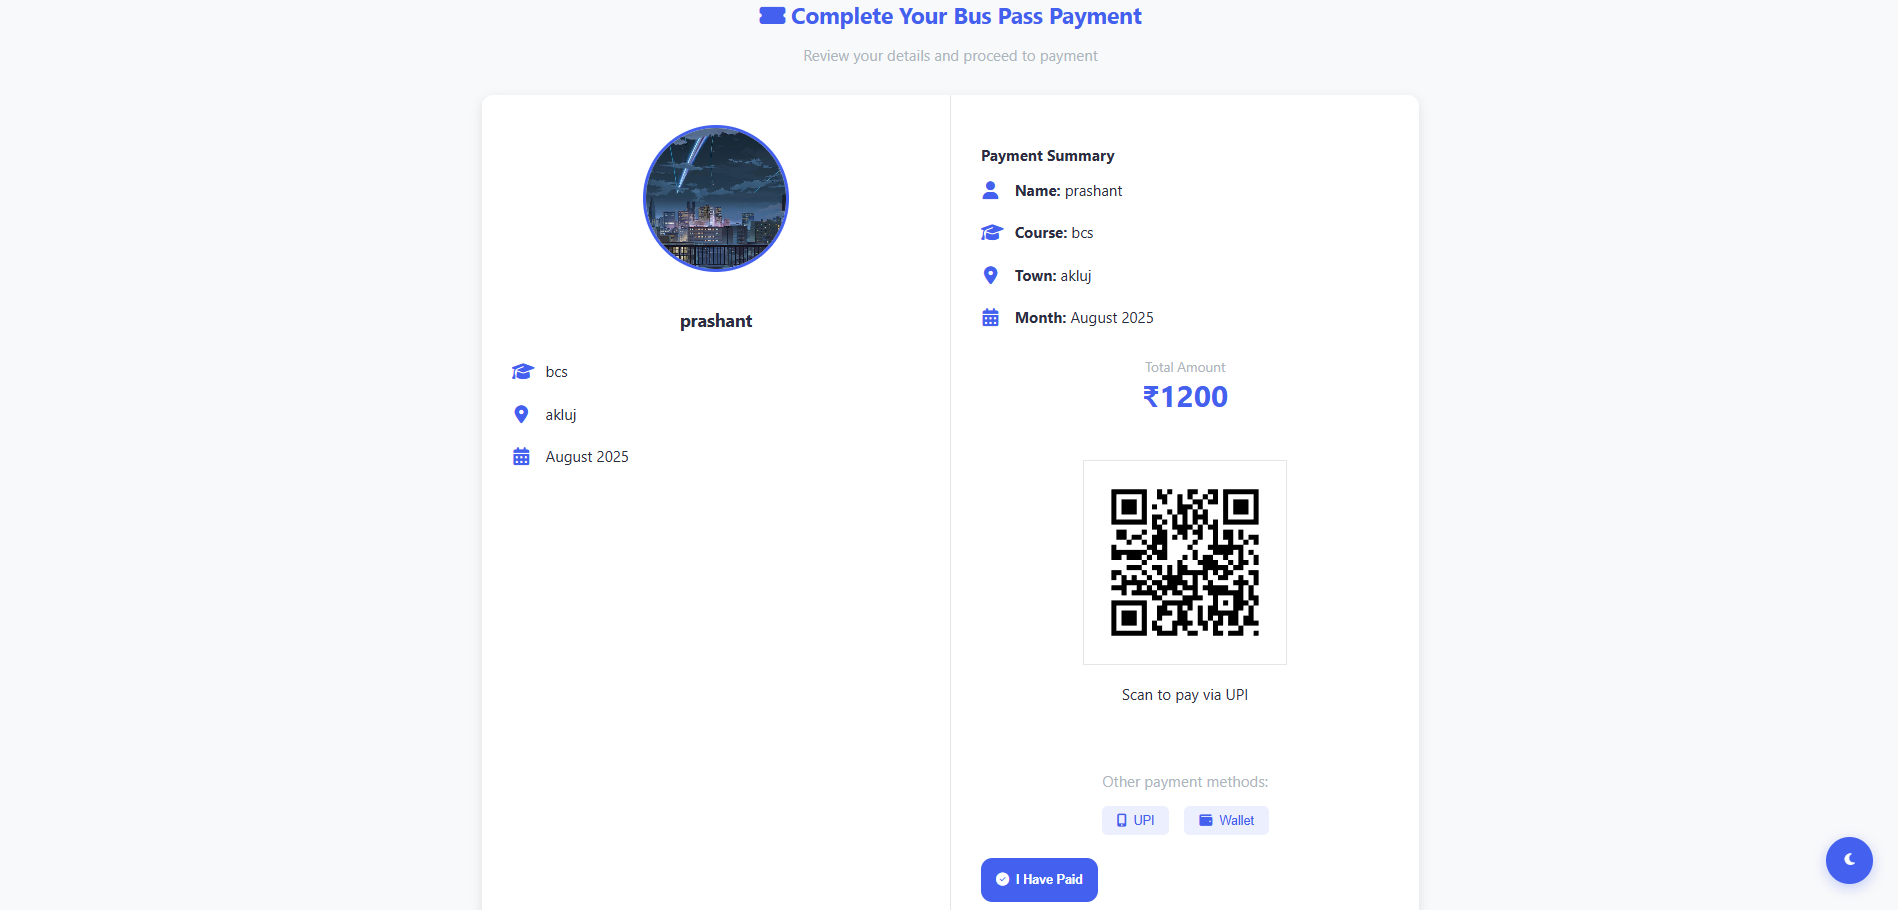 Complete Your Bus Pass Payment
Review your details and proceed to payment
prashant
bcs
akluj
August 2025
Payment Summary
Name: prashant
Course: bcs
Town: akluj
Month: August 2025
Total Amount
₹1200
Scan to pay via UPI
Other payment methods:
UPI
Wallet
I Have Paid